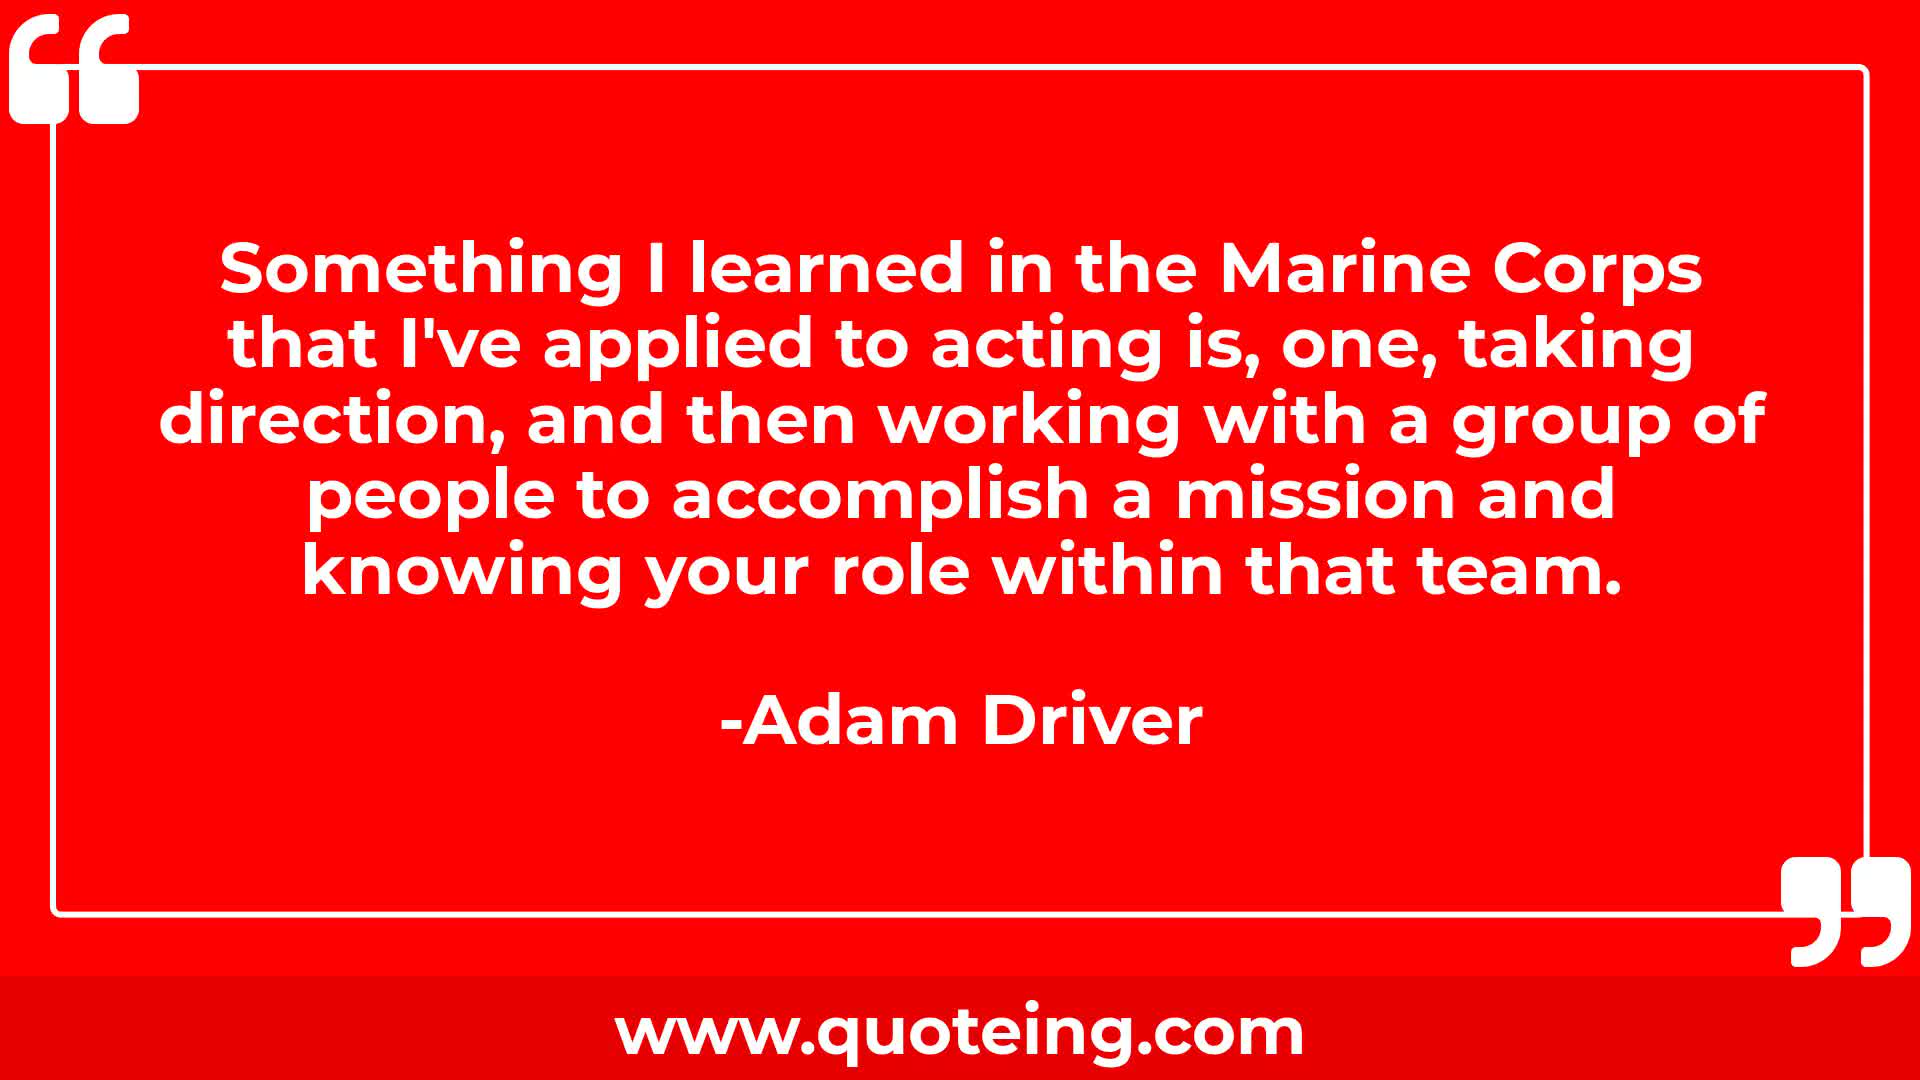 Something I learned in the Marine Corps
that I've applied to acting is, one, taking
direction, and then working with a group of
people to accomplish a mission and
knowing your role within that team.
-Adam Driver
www.quoteing.com